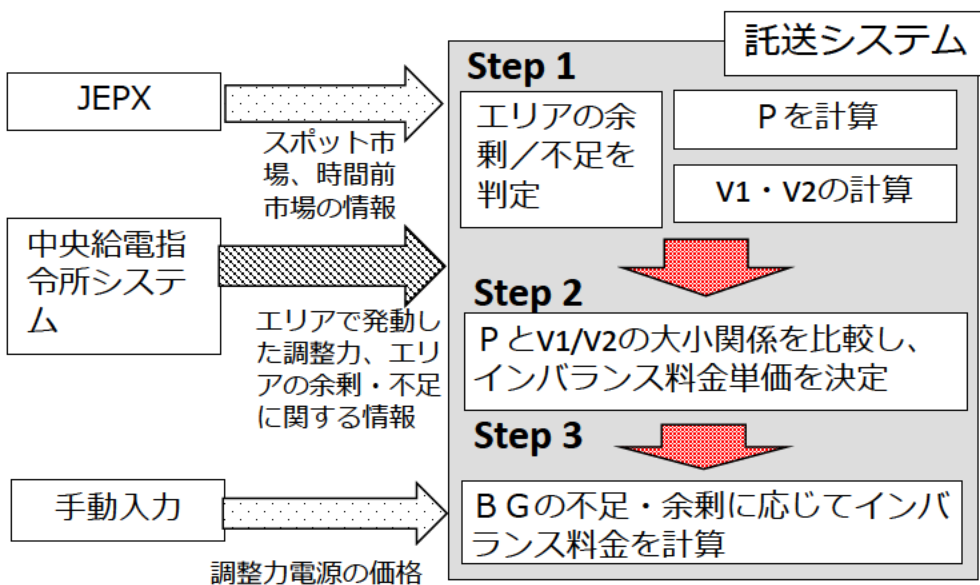 託送システム
JEPX
スポット市
場、時間前
市場の情報
中央給電指
令所システ
ム
エリアで発動し
た調整力、エリ
アの余剰・不足
に関する情報
手動入力
調整力電源の価格
Step 1
エリアの余
剰／不足を
判定
Ｐを計算
V1・V2の計算
Step 2
ＰとV1/V2の大小関係を比較し、
インバランス料金単価を決定
Step 3
ＢＧの不足・余剰に応じてインバ
ランス料金を計算